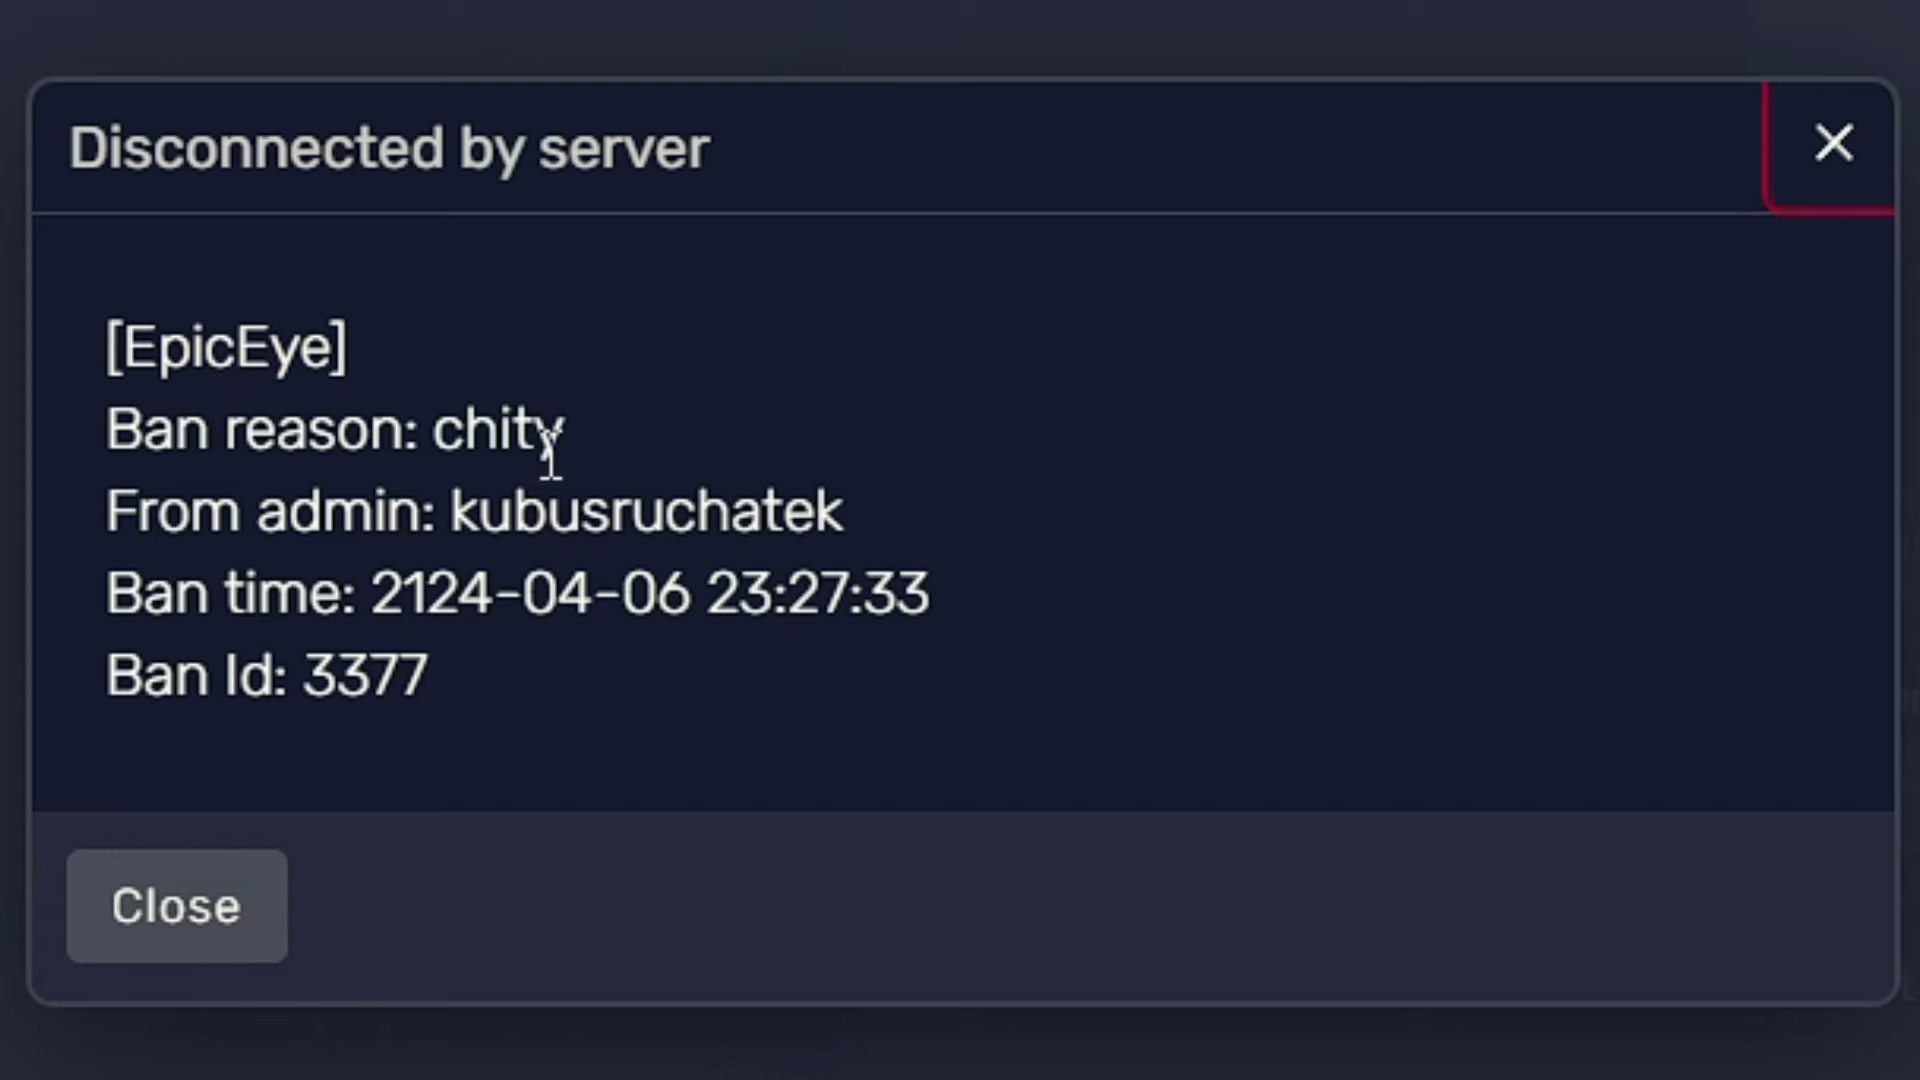 Disconnected by server
[EpicEye]
Ban reason: chity
From admin: kubusruchatek
Ban time: 2124-04-06 23:27:33
Ban Id: 3377
Close